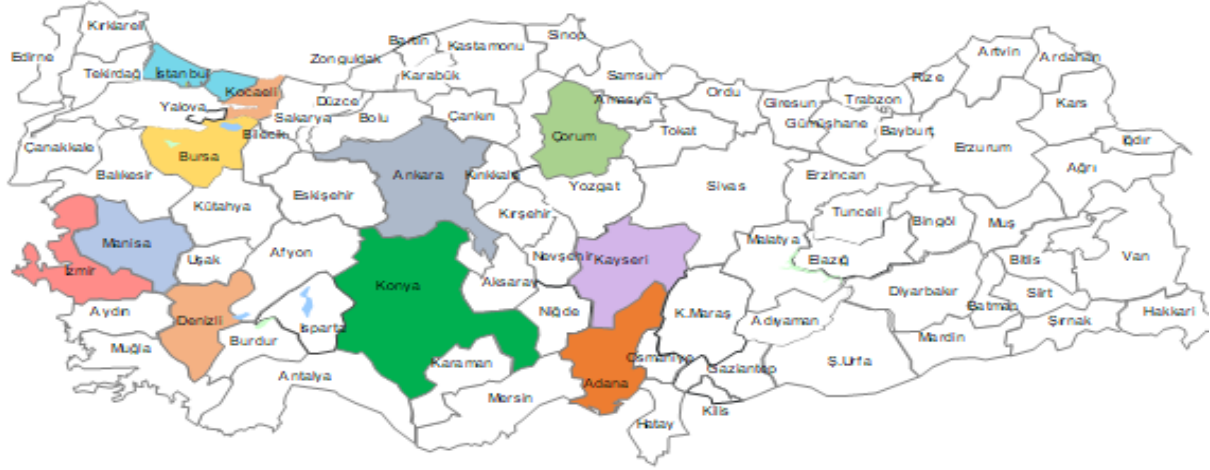 Kırklareli
Edirne
Tekirdağ
İstanbul
Kocaeli
Yalova
Zonguldak
Bartın
Kastamonu
Karabük
Sinop
Samsun
Düzce
Sakarya
Bolu
Çankırı
Çorum
Amasya
Tokat
Ordu
Giresun
Gümüşhane
Trabzon
Bayburt
Rize
Artvin
Ardahan
Kars
Iğdır
Ağrı
Erzurum
Çanakkale
Balıkesir
Bursa
Bilecik
Eskişehir
Ankara
Kırıkkale
Yozgat
Sivas
Erzincan
Tunceli
Bingöl
Muş
Kütahya
Kırşehir
Manisa
Uşak
Afyon
İzmir
Nevşehir
Kayseri
Malatya
Elazığ
Bitlis
Van
Konya
Aksaray
Niğde
Aydın
Denizli
Isparta
Burdur
K.Maraş
Adıyaman
Diyarbakır
Batman
Siirt
Şırnak
Hakkari
Mardin
Muğla
Antalya
Karaman
Mersin
Adana
Osmaniye
Gaziantep
Ş.Urfa
Kilis
Hatay